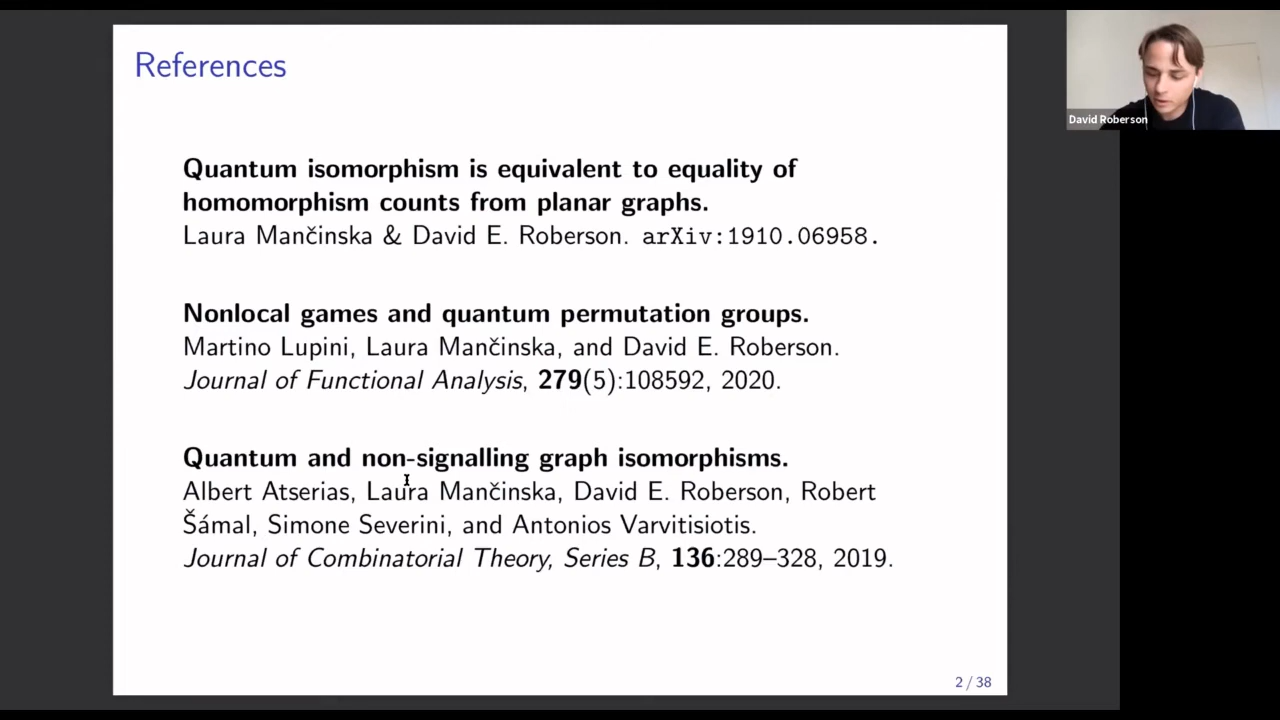 References
David Roberson
Quantum isomorphism is equivalent to equality of
homomorphism counts from planar graphs.
Laura Mančinska & David E. Roberson. arXiv:1910.06958.
Nonlocal games and quantum permutation groups.
Martino Lupini, Laura Mančinska, and David E. Roberson.
Journal of Functional Analysis, 279(5):108592, 2020.
Quantum and non-signalling graph isomorphisms.
Albert Atserias, Laura Mančinska, David E. Roberson, Robert
Šámal, Simone Severini, and Antonios Varvitisiotis.
Journal of Combinatorial Theory, Series B, 136:289–328, 2019.
2 / 38